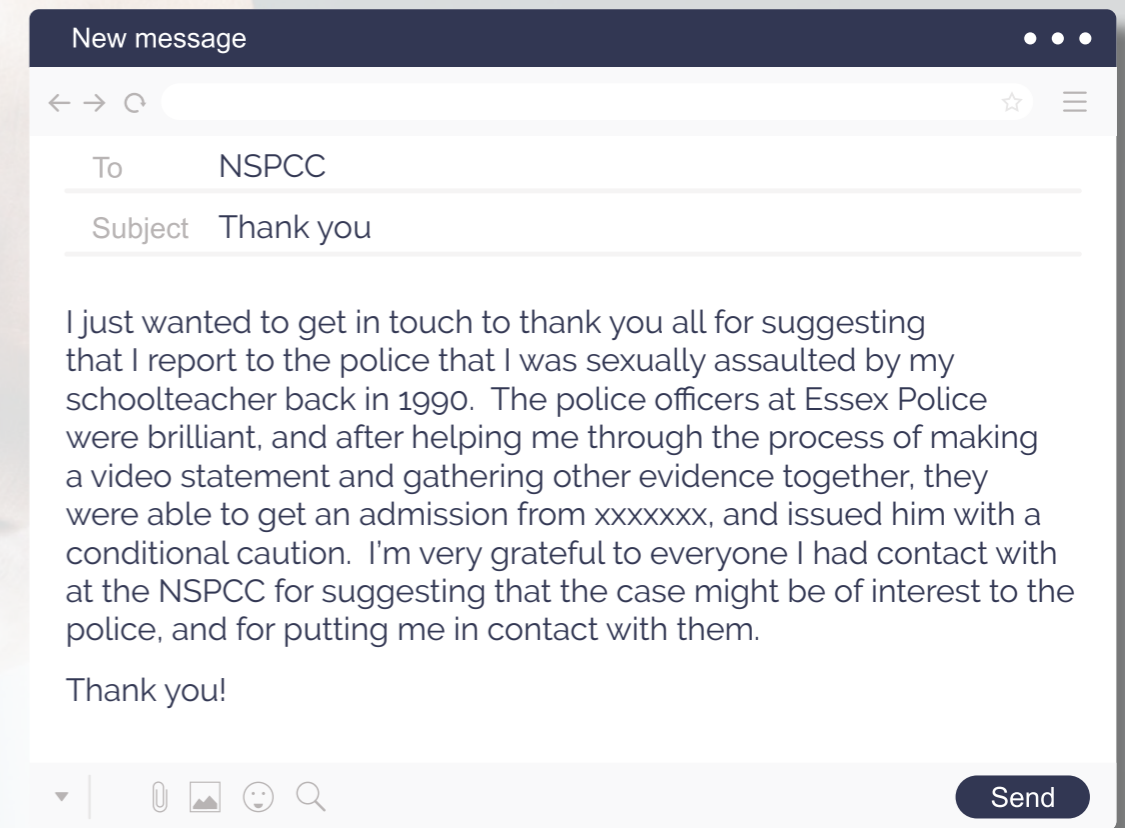 New message
To NSPCC
Subject Thank you
I just wanted to get in touch to thank you all for suggesting
that I report to the police that I was sexually assaulted by my
schoolteacher back in 1990.  The police officers at Essex Police
were brilliant, and after helping me through the process of making
a video statement and gathering other evidence together, they
were able to get an admission from xxxxxxx, and issued him with a
conditional caution.  I'm very grateful to everyone I had contact with
at the NSPCC for suggesting that the case might be of interest to the
police, and for putting me in contact with them.
Thank you!
Send